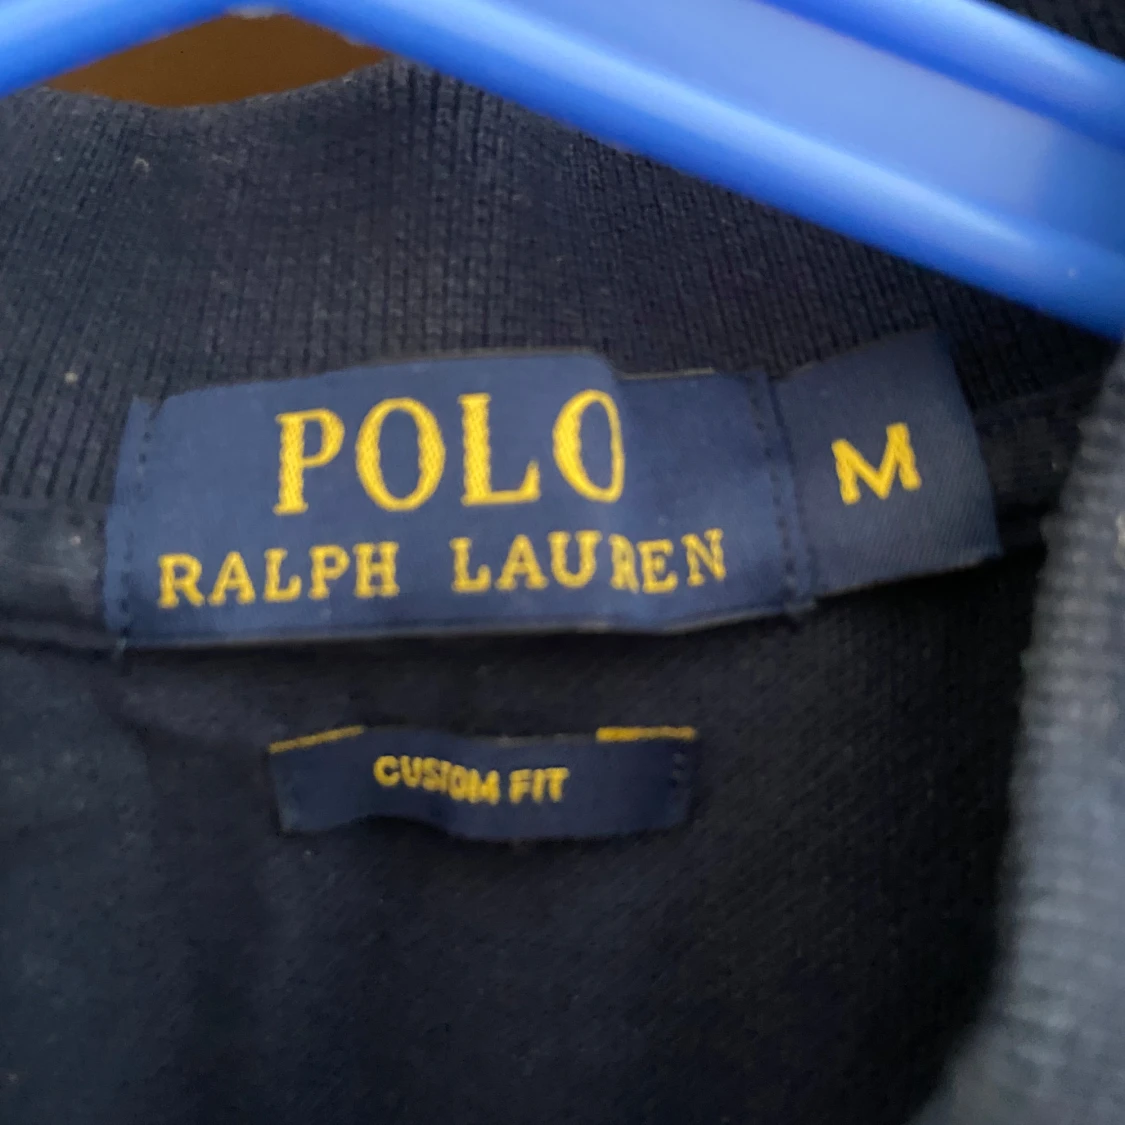 POLO
RALPH LAUREN
M
CUSTOM FIT